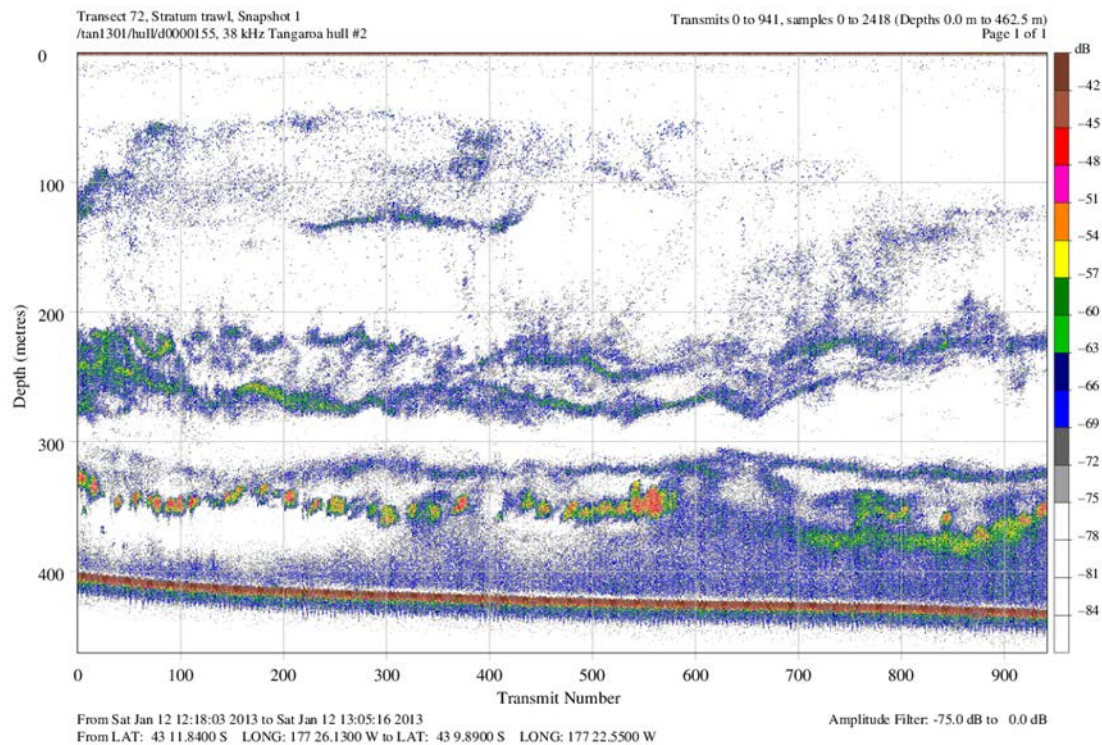 Transect 72, Stratum trawl, Snapshot 1
/tan1301/hull/d0000155, 38 kHz Tangaroa hull #2
Transmits 0 to 941, samples 0 to 2418 (Depths 0.0 m to 462.5 m)
Page 1 of 1
dB
0
100
200
300
400
Depth (metres)
-42
-45
-48
-51
-54
-57
-60
-63
-66
-69
-72
-75
-78
-81
-84
0 100 200 300 400 500 600 700 800 900
Transmit Number
From Sat Jan 12 12:18:03 2013 to Sat Jan 12 13:05:16 2013
From LAT: 43 11.8400 S LONG: 177 26.1300 W to LAT: 43 9.8900 S LONG: 177 22.5500 W
Amplitude Filter: -75.0 dB to 0.0 dB